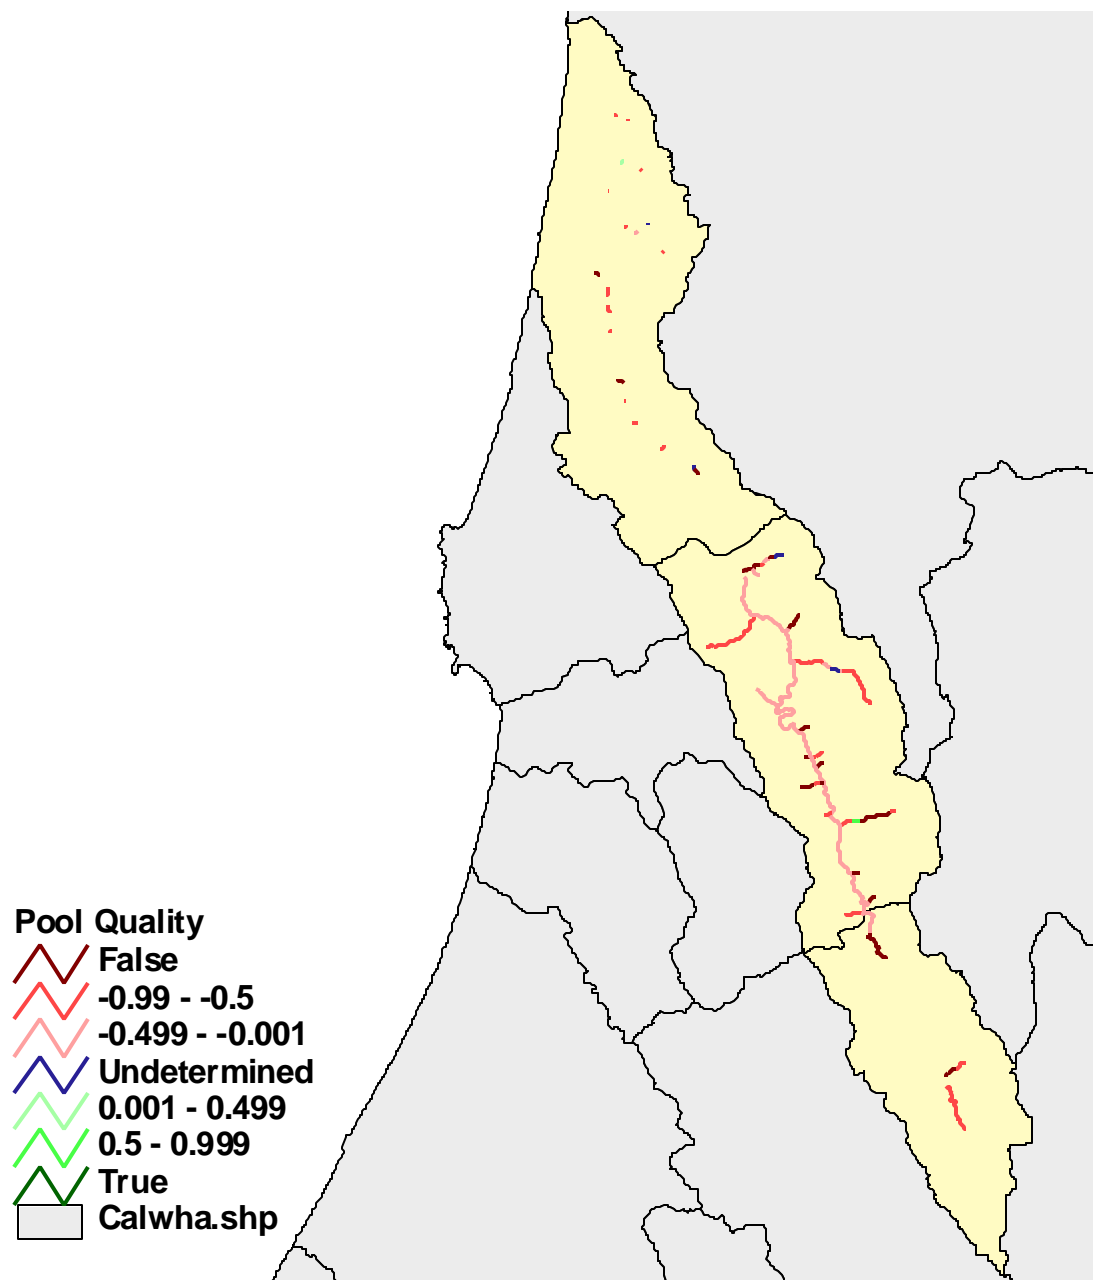 Pool Quality
False
-0.99 - -0.5
-0.499 - -0.001
Undetermined
0.001 - 0.499
0.5 - 0.999
True
Calwha.shp